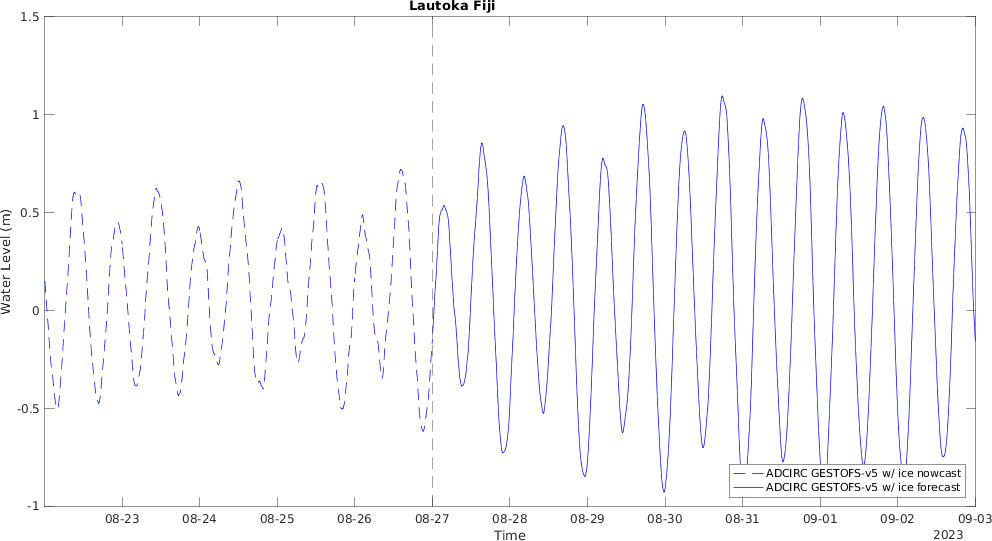 Lautoka Fiji
1.5
1
0.5
0
-0.5
-1
Water Level (m)
ADCIRC GESTOFS-v5 w/ ice nowcast
ADCIRC GESTOFS-v5 w/ ice forecast
08-23 08-24 08-25 08-26 08-27 08-28 08-29 08-30 08-31 09-01 09-02 09-03
Time
2023